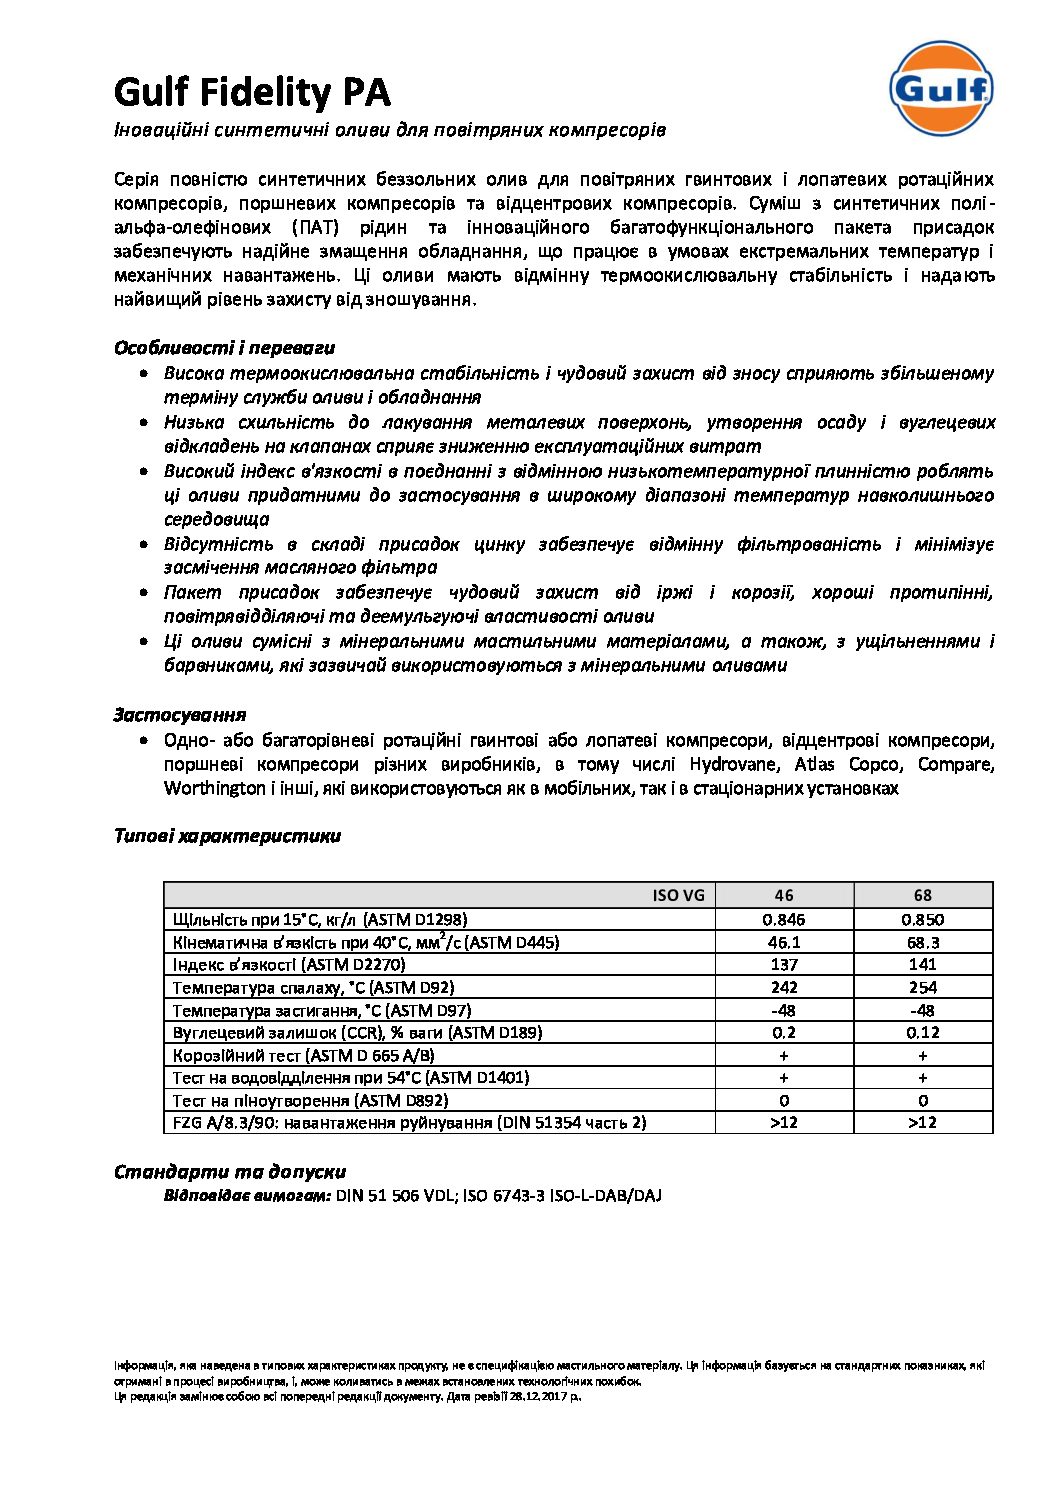 Gulf Fidelity PA
Gulf
Іноваційні синтетичні оливи для повітряних компресорів
Серія повністю синтетичних беззольних олив для повітряних гвинтових і лопатевих ротаційних
компресорів, поршневих компресорів та відцентрових компресорів. Суміш з синтетичних полі-
альфа-олефінових (ПАТ) рідин та інноваційного багатофункціонального пакета присадок
забезпечують надійне змащення обладнання, що працює в умовах екстремальних температур і
механічних навантажень. Ці оливи мають відмінну термоокислювальну стабільність і надають
найвищий рівень захисту від зношування.
Особливості і переваги
• Висока термоокислювальна стабільність і чудовий захист від зносу сприяють збільшеному
терміну служби оливи і обладнання
• Низька схильність до лакування металевих поверхонь, утворення осаду і вуглецевих
відкладень на клапанах сприяє зниженню експлуатаційних витрат
• Високий індекс в'язкості в поєднанні з відмінною низькотемпературної плинністю роблять
ці оливи придатними до застосування в широкому діапазоні температур навколишнього
середовища
• Відсутність в складі присадок цинку забезпечує відмінну фільтрованість і мінімізує
засмічення масляного фільтра
• Пакет присадок забезпечує чудовий захист від іржі і корозії, хороші протипінні,
повітрявідділяючі та деемульгуючі властивості оливи
• Ці оливи сумісні з мінеральними мастильними матеріалами, а також, з ущільненнями і
барвниками, які зазвичай використовуються з мінеральними оливами
Застосування
• Одно- або багаторівневі ротаційні гвинтові або лопатеві компресори, відцентрові компресори,
поршневі компресори різних виробників, в тому числі Hydrovane, Atlas Copco, Compare,
Worthington і інші, які використовуються як в мобільних, так і в стаціонарних установках
Типові характеристики
ISO VG 46 68
Щільність при 15˚С, кг/л (ASTM D1298) 0.846 0.850
Кінематична в’язкість при 40˚С, мм²/с (ASTM D445) 46.1 68.3
Індекс в’язкості (ASTM D2270) 137 141
Температура спалаху, ˚С (ASTM D92) 242 254
Температура застигання, ˚С (ASTM D97) -48 -48
Вуглецевий залишок (CCR), % ваги (ASTM D189) 0.2 0.12
Корозійний тест (ASTM D 665 A/B) + +
Тест на водовідділення при 54˚С (ASTM D1401) + +
Тест на піноутворення (ASTM D892) 0 0
FZG A/8.3/90: навантаження руйнування (DIN 51354 часть 2) >12 >12
Стандарти та допуски
Відповідає вимогам: DIN 51 506 VDL; ISO 6743-3 ISO-L-DAB/DAJ
Інформація, яка наведена в типових характеристиках продукту, не є специфікацією мастильного матеріалу. Ця інформація базується на стандартних показниках, які
отримані в процесі виробництва, і, може коливатись в межах встановлених технологічних похибок.
Ця редакція замінює собою всі попередні редакції документу. Дата ревізії 28.12.2017 р..